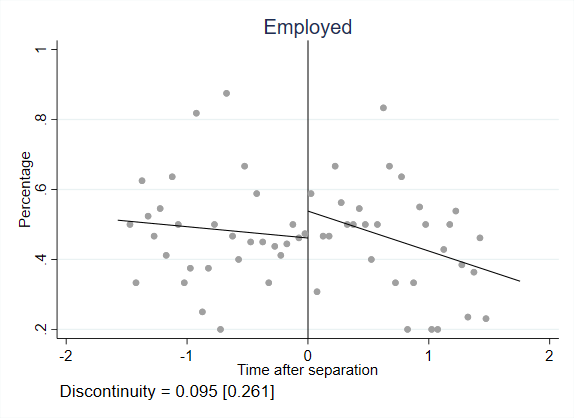 Employed
Percentage
1
.8
.6
.4
.2
-2 -1 0 1 2
Time after separation
Discontinuity = 0.095 [0.261]